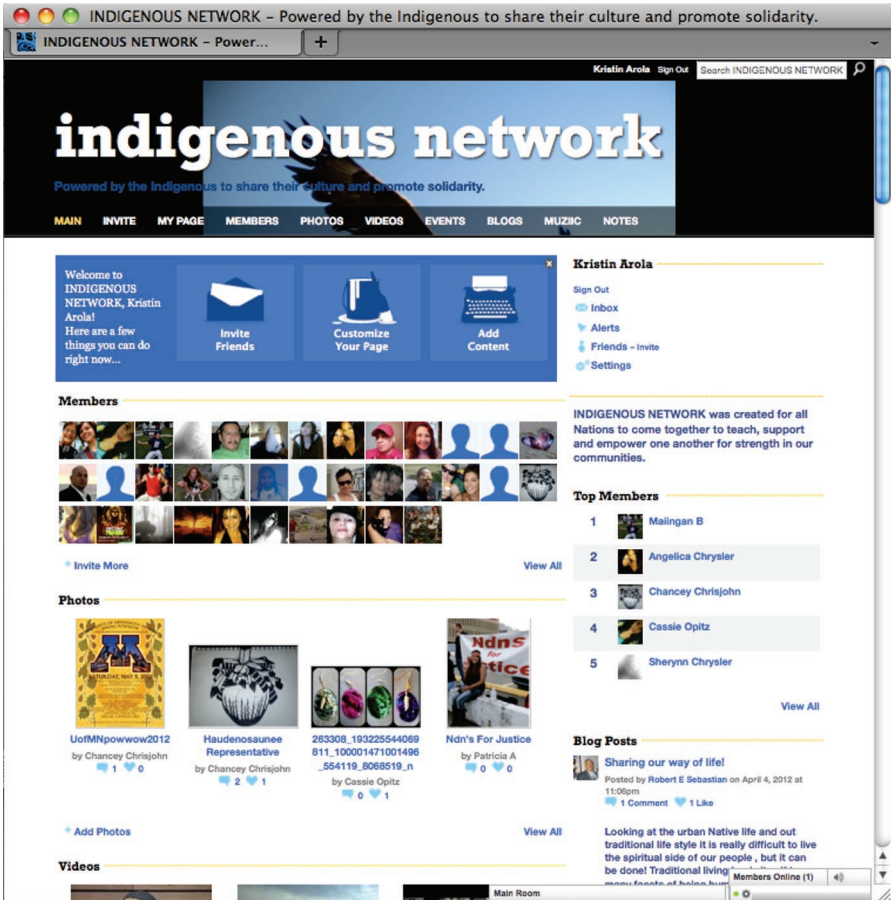 INDIGENOUS NETWORK – Powered by the Indigenous to share their culture and promote solidarity.
INDIGENOUS NETWORK – Power...
+
Kristin Arola Sign Out Search INDIGENOUS NETWORK
indigenous network
Powered by the Indigenous to share their culture and promote solidarity.
MAIN INVITE MY PAGE MEMBERS PHOTOS VIDEOS EVENTS BLOGS MUZIIC NOTES
Welcome to
INDIGENOUS
NETWORK, Kristin
Arola!
Here are a few
things you can do
right now...
Invite
Friends
Customize
Your Page
Add
Content
Members
+ Invite More View All
Photos
MAY 5, 2012
UofMNpowwow2012
by Chancey Chrisjohn
1 0
Haudenosaunee
Representative
by Chancey Chrisjohn
2 1
263308_193225544069
811_100001471001496
_554119_8068519_n
by Cassie Opitz
0 1
Ndns
for
Ndn's For Justice
by Patricia A
0 0
+ Add Photos View All
Videos
Kristin Arola
Sign Out
Inbox
Alerts
Friends – Invite
Settings
INDIGENOUS NETWORK was created for all
Nations to come together to teach, support
and empower one another for strength in our
communities.
Top Members
1 Maiingan B
2 Angelica Chrysler
3 Chancey Chrisjohn
4 Cassie Opitz
5 Sherynn Chrysler
View All
Blog Posts
Sharing our way of life!
Posted by Robert E Sebastian on April 4, 2012 at
11:06pm
1 Comment 1 Like
Looking at the urban Native life and out
traditional life style it is really difficult to live
the spiritual side of our people , but it can
be done! Traditional living
many facets of being
Main Room
Members Online (1)